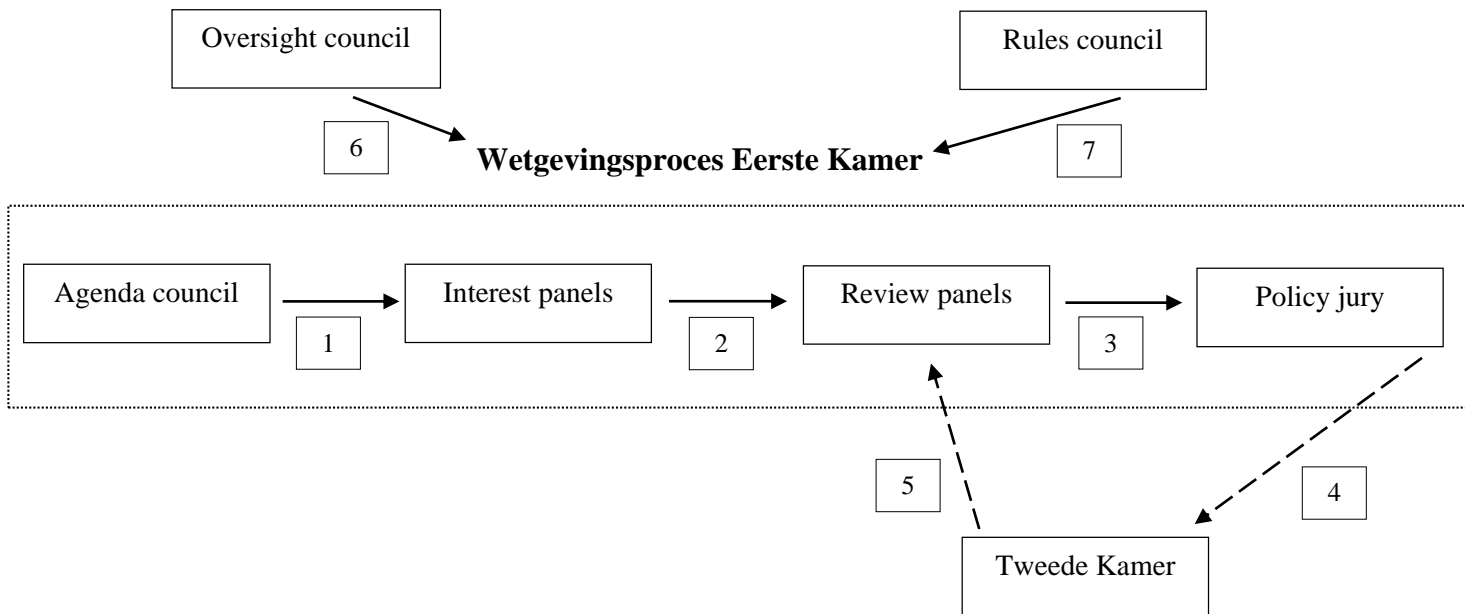 Oversight council
Rules council
6
7
Wetgevingsproces Eerste Kamer
Agenda council
Interest panels
Review panels
Policy jury
1
2
3
5
4
Tweede Kamer